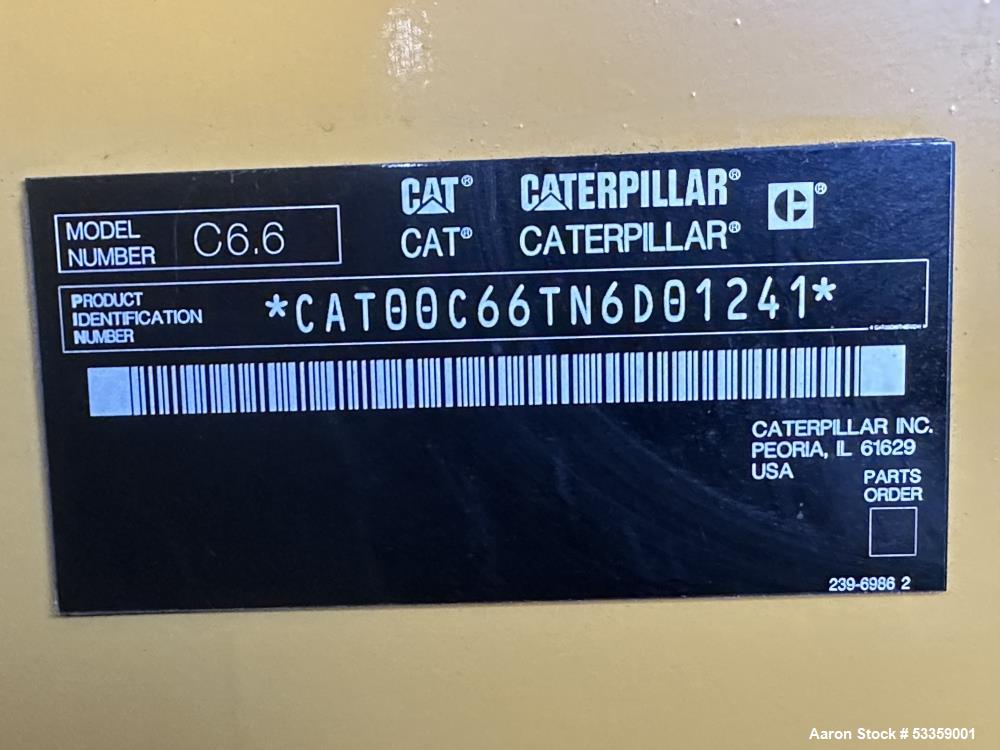 CAT® CATERPILLAR® C®
MODEL NUMBER C6.6
CAT® CATERPILLAR®
PRODUCT IDENTIFICATION NUMBER *CAT00C66TN6D01241*
CATERPILLAR INC.
PEORIA, IL 61629
USA
PARTS
ORDER
239-6986 2
Aaron Stock # 53359001